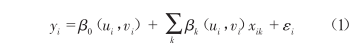 y_i = β_0 (u_i , v_i) + ∑_k β_k (u_i , v_i) x_ik + ε_i (1)